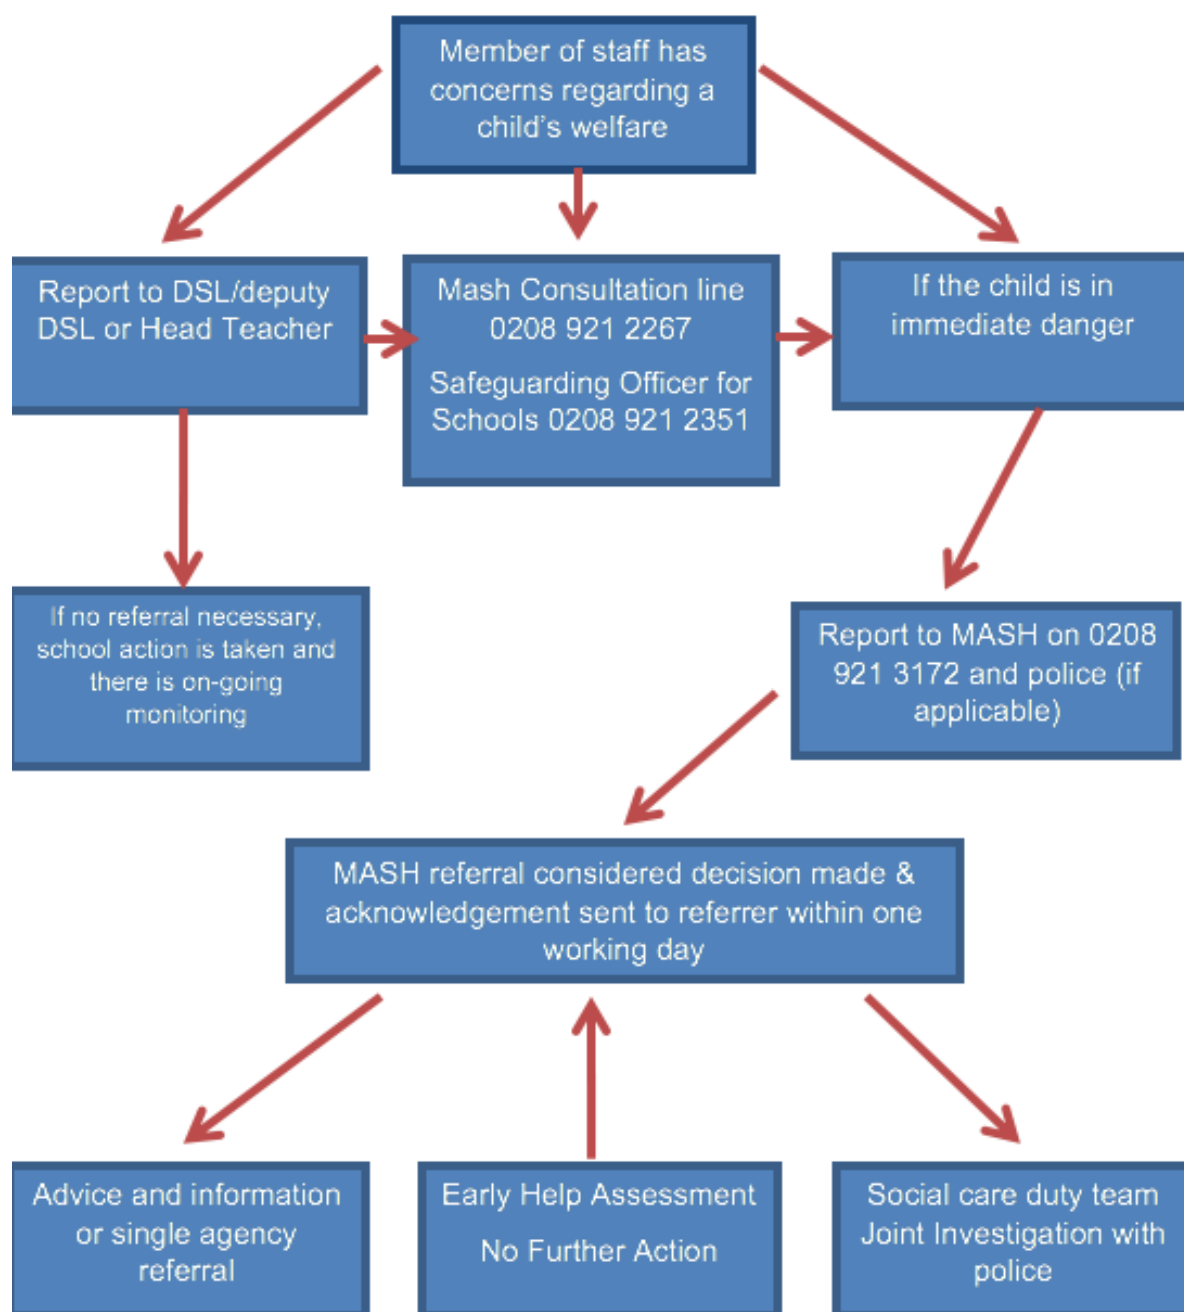 Member of staff has
concerns regarding a
child's welfare
Report to DSL/deputy
DSL or Head Teacher
Mash Consultation line
0208 921 2267
Safeguarding Officer for
Schools 0208 921 2351
If the child is in
immediate danger
If no referral necessary,
school action is taken and
there is on-going
monitoring
Report to MASH on 0208
921 3172 and police (if
applicable)
MASH referral considered decision made &
acknowledgement sent to referrer within one
working day
Advice and information
or single agency
referral
Early Help Assessment
No Further Action
Social care duty team
Joint Investigation with
police